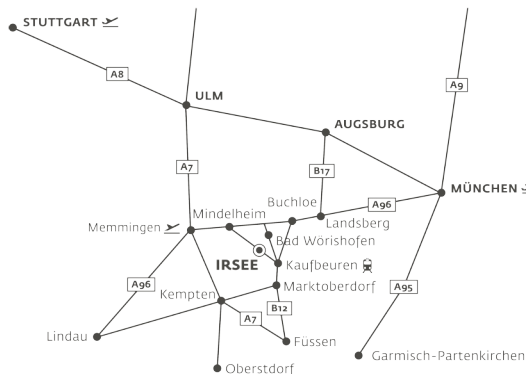 STUTTGART
A8
A9
ULM
AUGSBURG
A7
B17
MÜNCHEN
A96
Buchloe
Mindelheim
Landsberg
Memmingen
Bad Wörishofen
IRSEE
Kaufbeuren
A96
Marktoberdorf
Kempten
A95
B12
A7
Lindau
Füssen
Garmisch-Partenkirchen
Oberstdorf